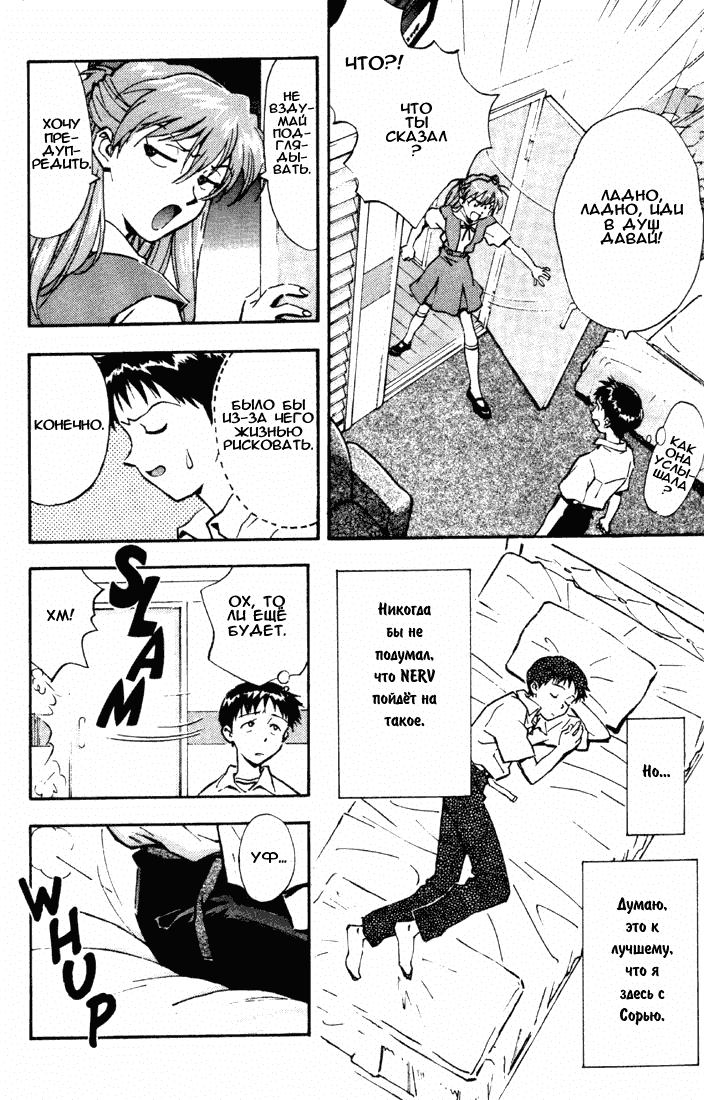 ЧТО?!
ЧТО
ТЫ
СКАЗАЛ
?
ЛАДНО,
ЛАДНО, ИДИ
В ДУШ
ДАВАЙ!
КАК
ОНА
УСЛЫ-
ШАЛА
?
НЕ
ВЗДУ-
МАЙ
ПОД-
ГЛЯ-
ДЫ-
ВАТЬ.
ХОЧУ
ПРЕ-
ДУП-
РЕДИТЬ.
БЫЛО БЫ
ИЗ-ЗА ЧЕГО
ЖИЗНЬЮ
РИСКОВАТЬ.
КОНЕЧНО.
ОХ, ТО
ЛИ ЕЩЁ
БУДЕТ.
SLAM
ХМ!
УФ...
WHUP
Никогда
бы не
подумал,
что NERV
пойдёт на
такое.
Но...
Думаю,
это к
лучшему,
что я
здесь с
Сорью.